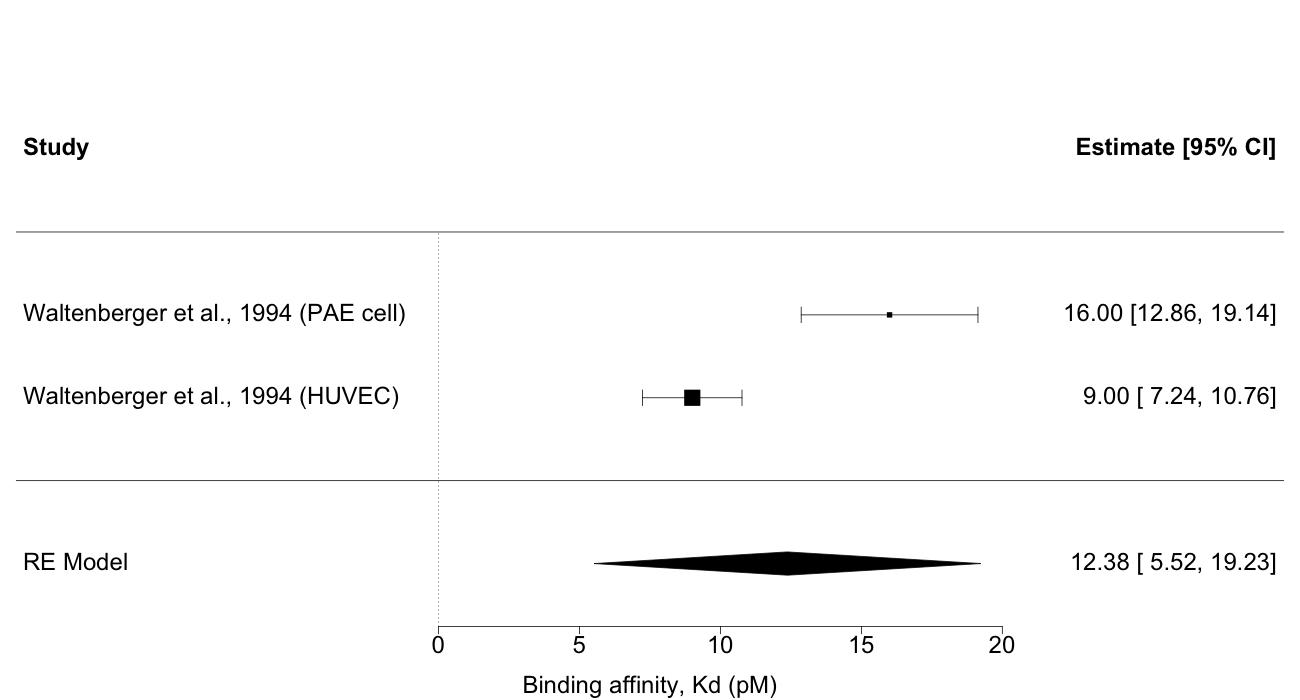 Study Estimate [95% CI]
Waltenberger et al., 1994 (PAE cell) 16.00 [12.86, 19.14]
Waltenberger et al., 1994 (HUVEC) 9.00 [ 7.24, 10.76]
RE Model 12.38 [ 5.52, 19.23]
0 5 10 15 20
Binding affinity, Kd (pM)